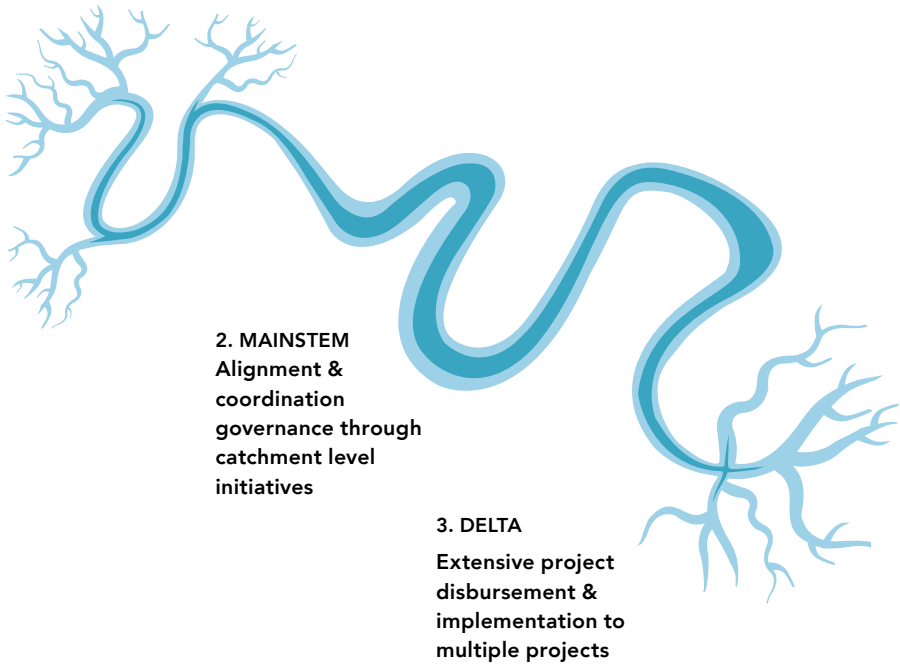 2. MAINSTEM
Alignment &
coordination
governance through
catchment level
initiatives
3. DELTA
Extensive project
disbursement &
implementation to
multiple projects